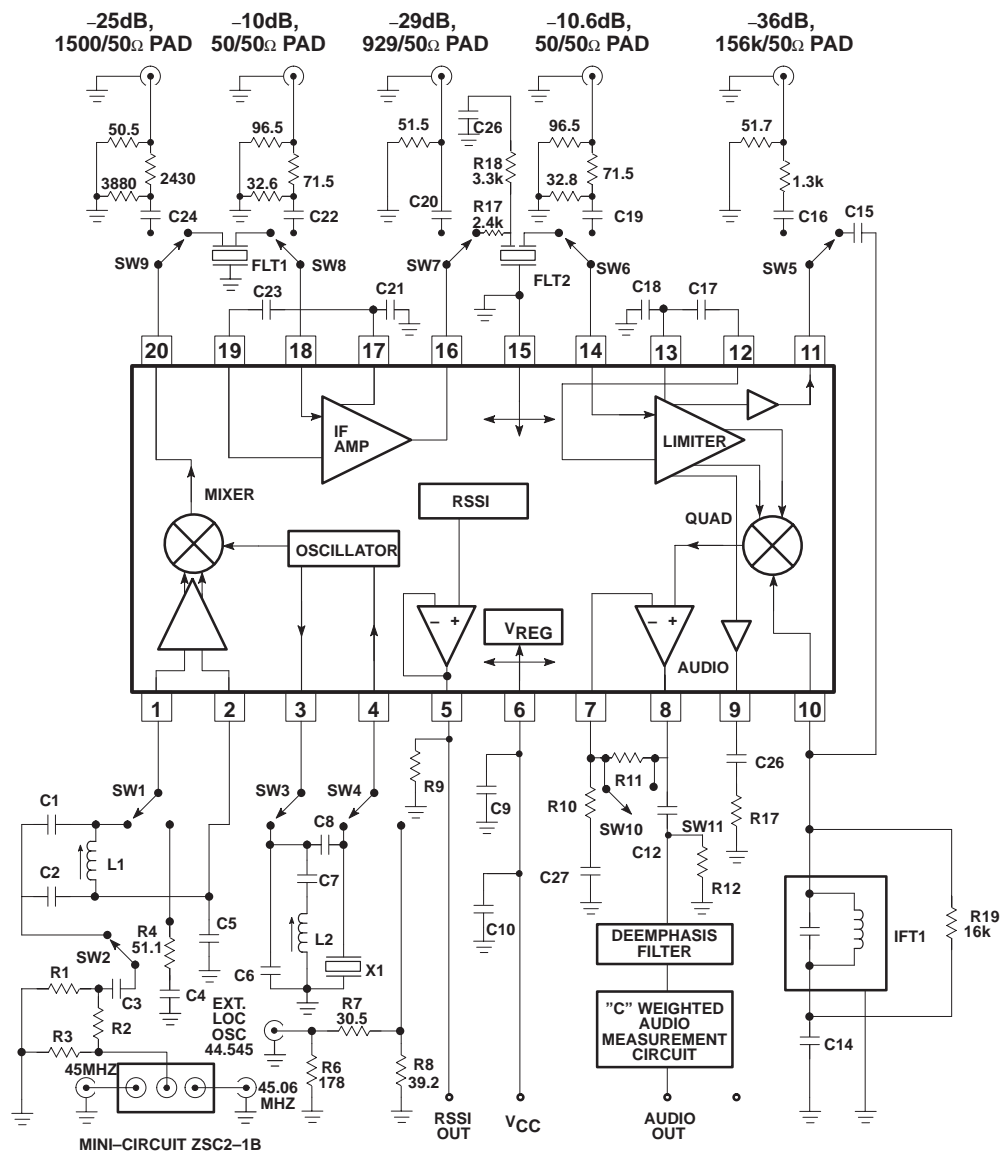 –25dB,
1500/50Ω PAD
–10dB,
50/50Ω PAD
–29dB,
929/50Ω PAD
–10.6dB,
50/50Ω PAD
–36dB,
156k/50Ω PAD
50.5
2430
3880
C24
96.5
71.5
32.6
C22
51.5
C20
C26
R18
3.3k
R17
2.4k
96.5
71.5
32.8
C19
51.7
1.3k
C16
C15
SW9
FLT1
SW8
SW7
FLT2
SW6
SW5
C23
C21
C18
C17
20
19
18
17
16
15
14
13
12
11
IF
AMP
LIMITER
MIXER
RSSI
QUAD
OSCILLATOR
– +
VREG
– +
AUDIO
1
2
3
4
5
6
7
8
9
10
SW1
C1
L1
C2
R4
51.1
C5
SW2
C3
C4
R1
R2
R3
45MHZ
45.06
MHZ
MINI–CIRCUIT ZSC2–1B
SW3
SW4
C8
C7
L2
C6
X1
EXT.
LOC
OSC
44.545
R7
30.5
R6
178
R8
39.2
R9
C9
C10
RSSI
OUT
VCC
R11
R10
SW10
SW11
C12
C27
R12
C26
R17
DEEMPHASIS
FILTER
"C" WEIGHTED
AUDIO
MEASUREMENT
CIRCUIT
AUDIO
OUT
IFT1
R19
16k
C14